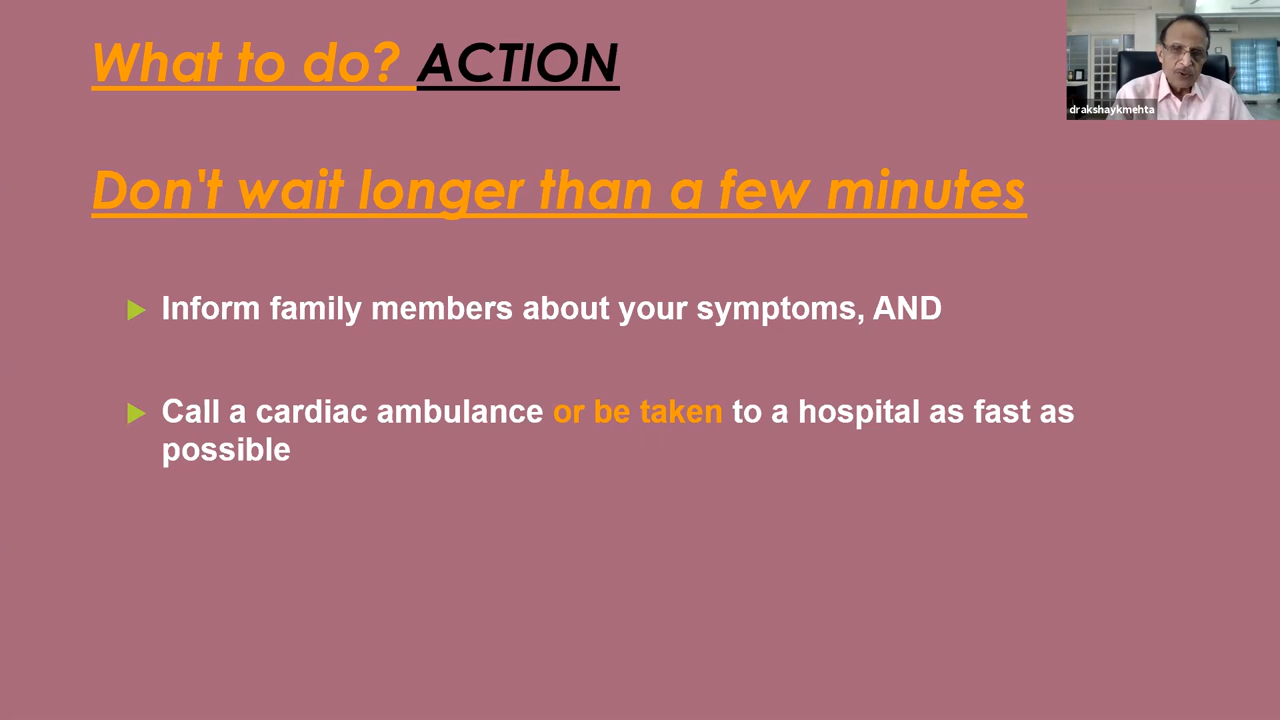 What to do? ACTION
drakshaykmehta
Don't wait longer than a few minutes
Inform family members about your symptoms, AND
Call a cardiac ambulance or be taken to a hospital as fast as
possible